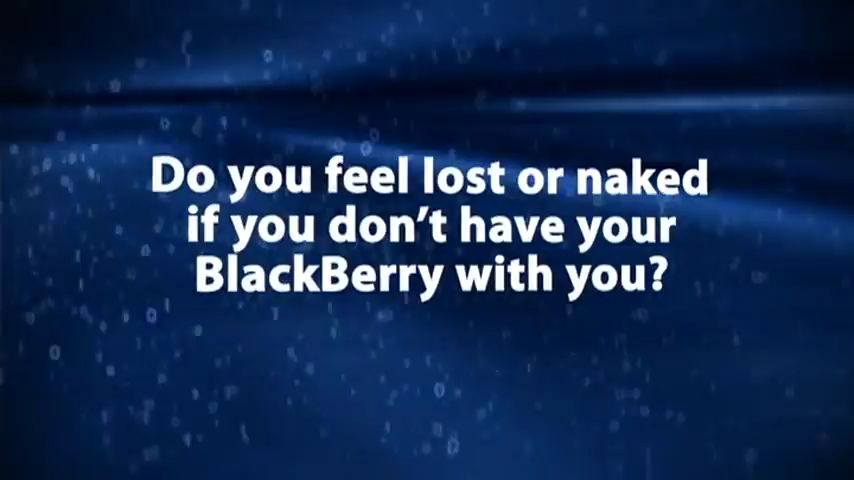 Do you feel lost or naked
if you don’t have your
BlackBerry with you?